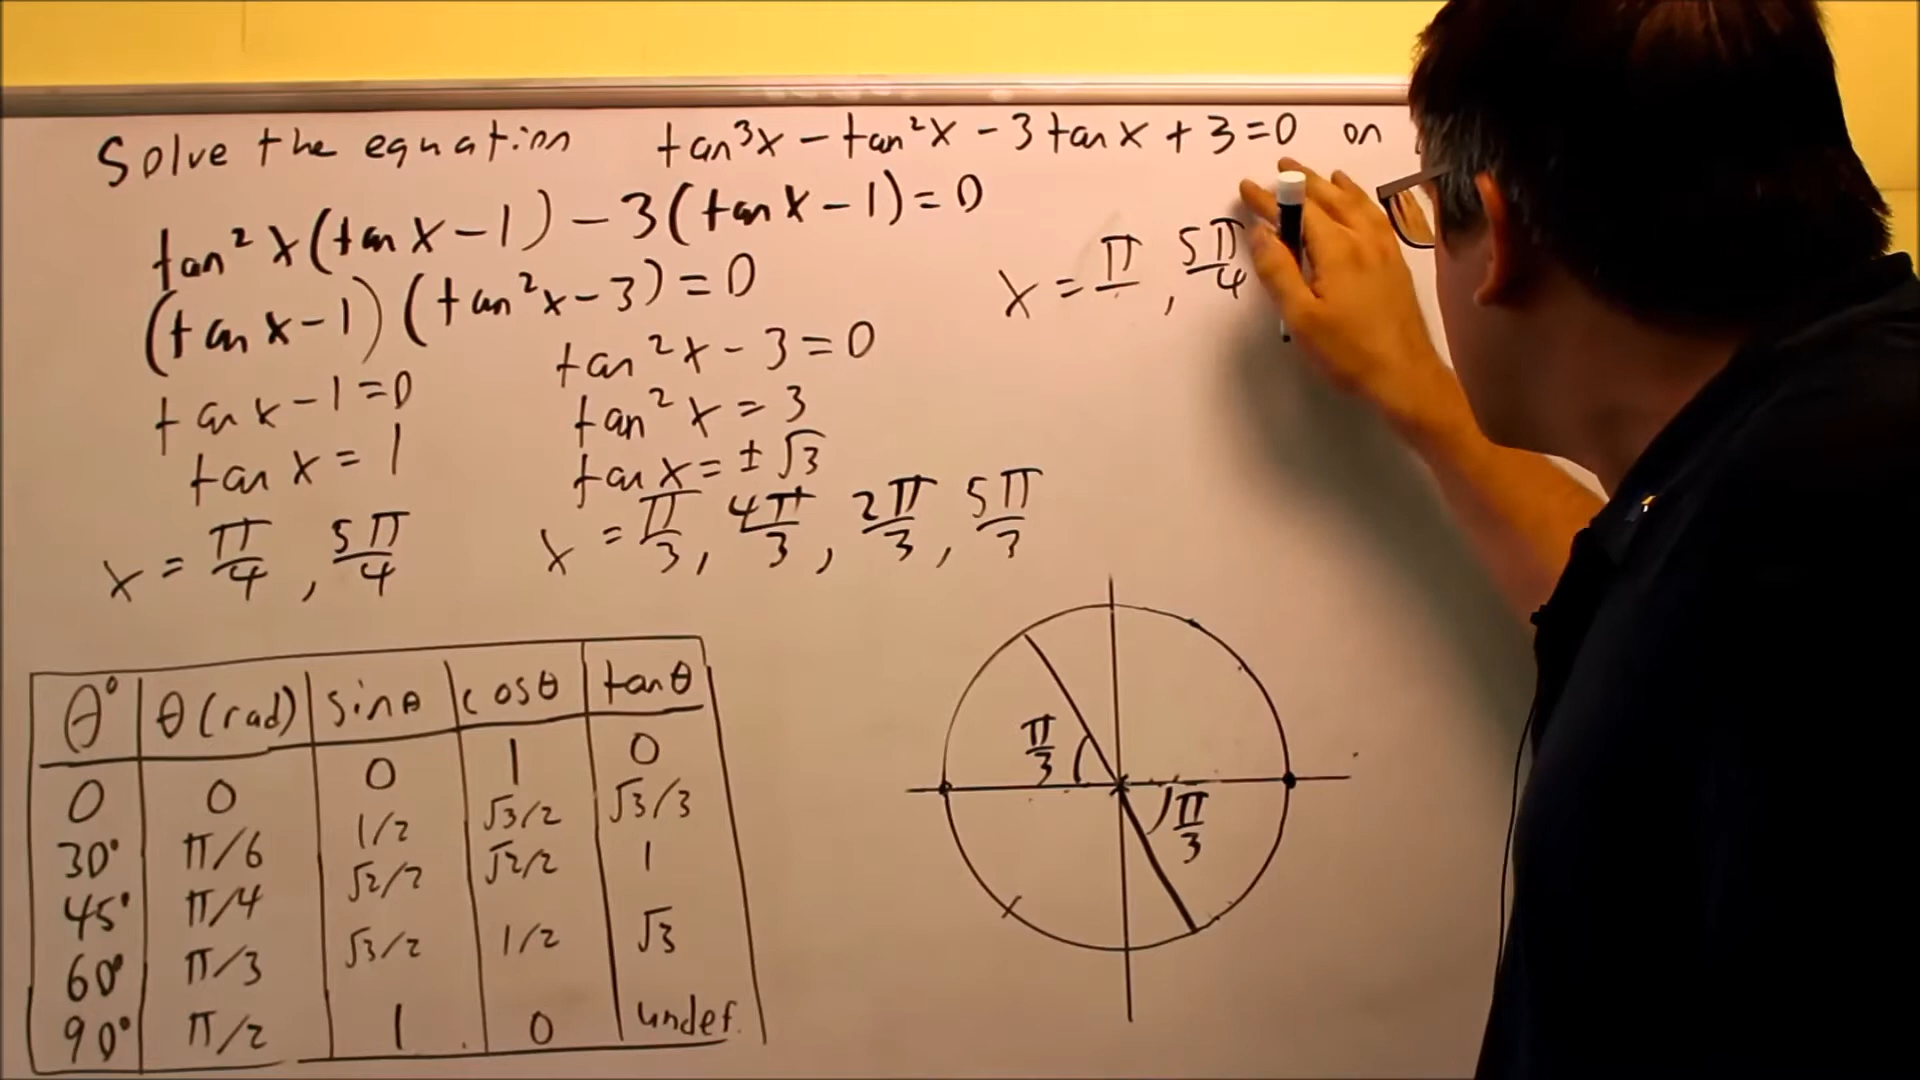 Solve the equation tan³x − tan²x − 3 tan x + 3 = 0 on
tan²x(tan x − 1) − 3(tan x − 1) = 0
(tan x − 1)(tan²x − 3) = 0
tan x − 1 = 0
tan x = 1
x = π/4, 5π/4
tan²x − 3 = 0
tan²x = 3
tan x = ±√3
x = π/3, 4π/3, 2π/3, 5π/3
x = π/ , 5π/4
θ° θ(rad) sinθ cosθ tanθ
0 0 0 1 0
30° π/6 1/2 √3/2 √3/3
45° π/4 √2/2 √2/2 1
60° π/3 √3/2 1/2 √3
90° π/2 1 0 undef.
π/3
π/3